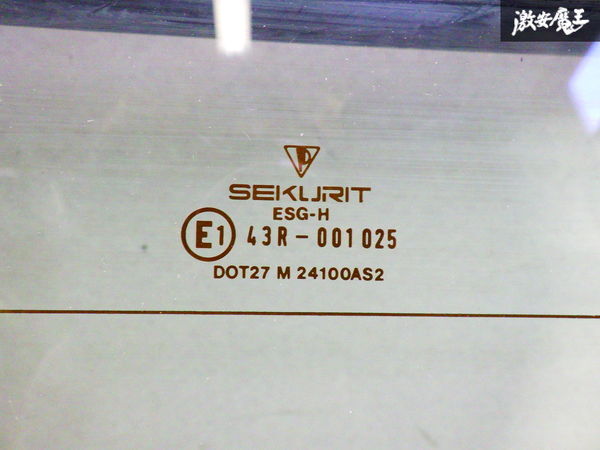 激安魔王
SEKURIT
ESG-H
E1 43R-001025
DOT27 M 24100AS2